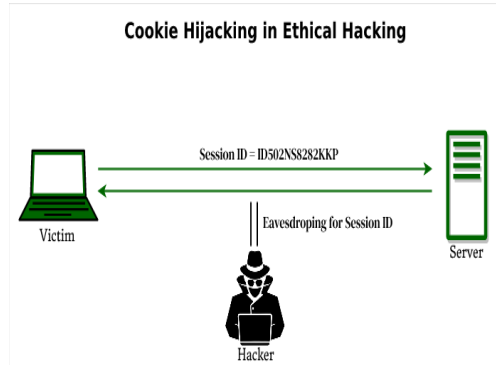 Cookie Hijacking in Ethical Hacking
Session ID = ID502NS8282KKP
Eavesdroping for Session ID
Victim
Server
Hacker